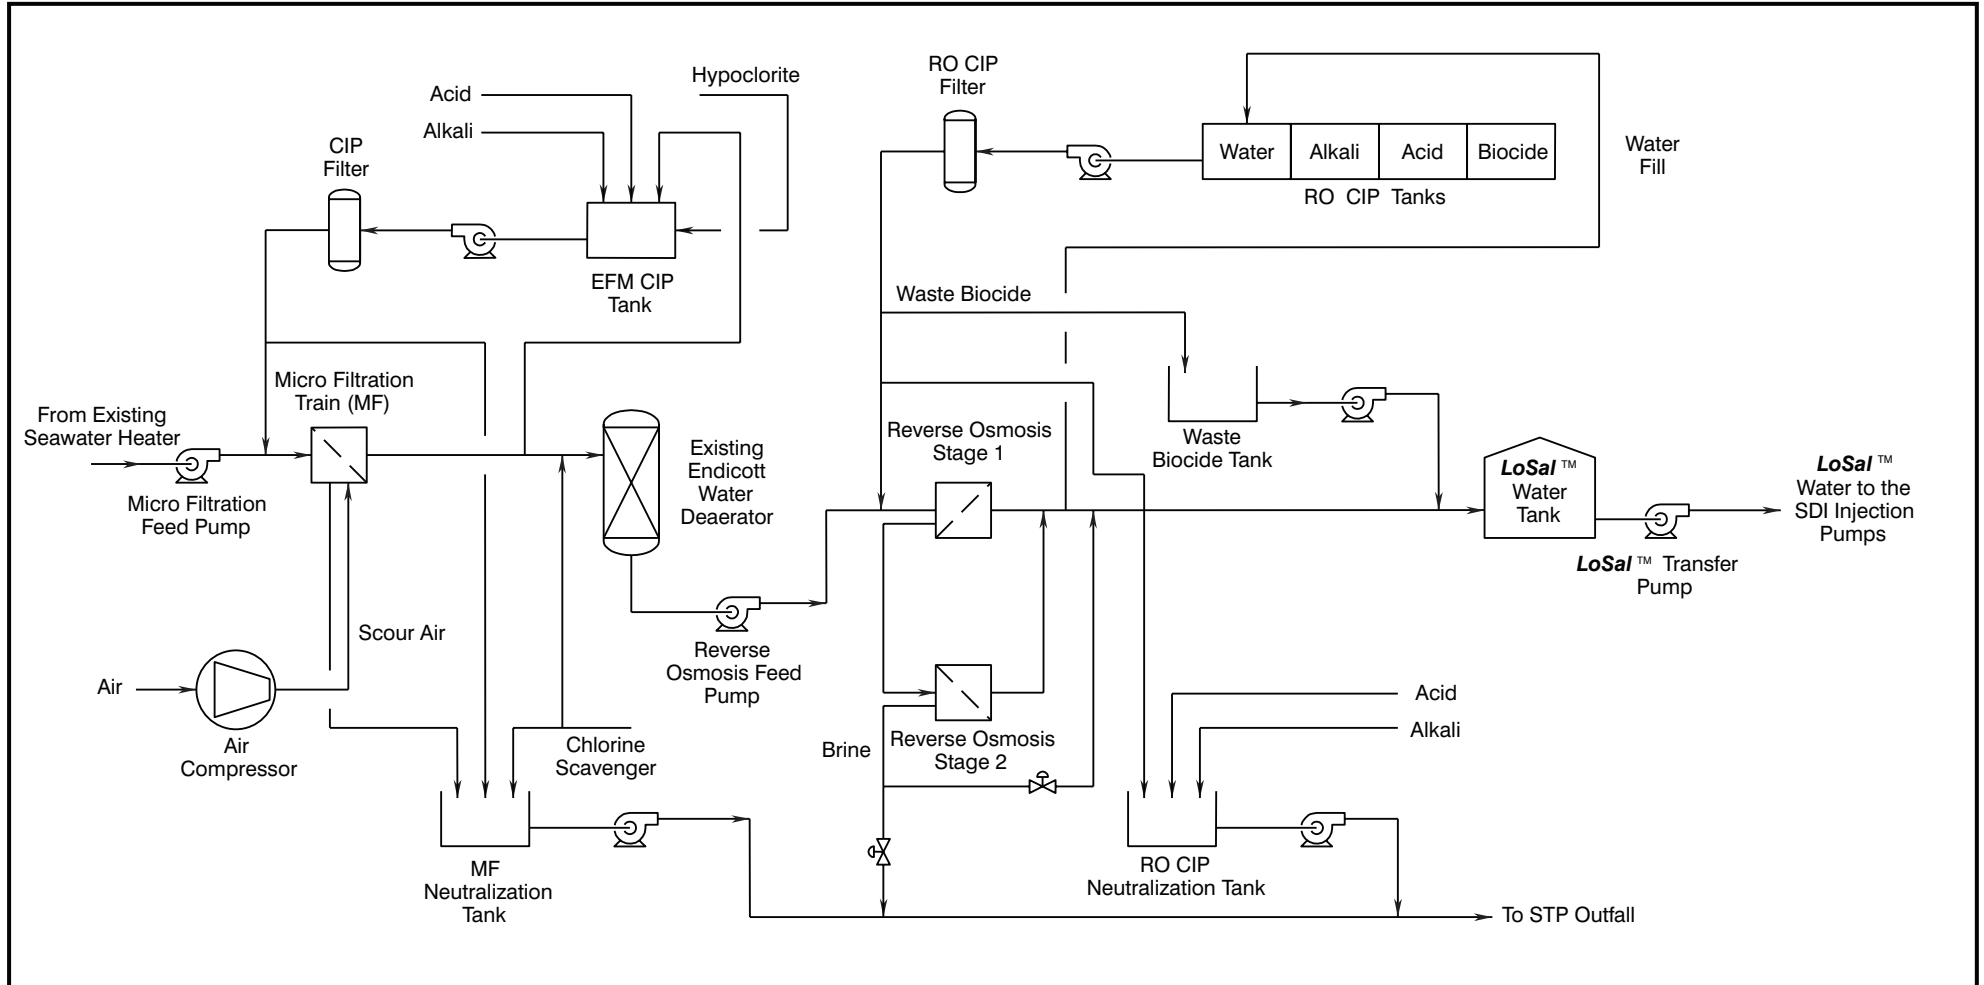 Hypoclorite
Acid
Alkali
CIP
Filter
EFM CIP
Tank
RO CIP
Filter
Water
Alkali
Acid
Biocide
RO CIP Tanks
Water
Fill
Waste Biocide
Micro Filtration
Train (MF)
From Existing
Seawater Heater
Micro Filtration
Feed Pump
Existing
Endicott
Water
Deaerator
Reverse Osmosis
Stage 1
Waste
Biocide Tank
LoSal ™
Water
Tank
LoSal ™
Water to the
SDI Injection
Pumps
LoSal ™ Transfer
Pump
Scour Air
Air
Air
Compressor
Reverse
Osmosis Feed
Pump
Chlorine
Scavenger
Brine
Reverse Osmosis
Stage 2
Acid
Alkali
MF
Neutralization
Tank
RO CIP
Neutralization Tank
To STP Outfall